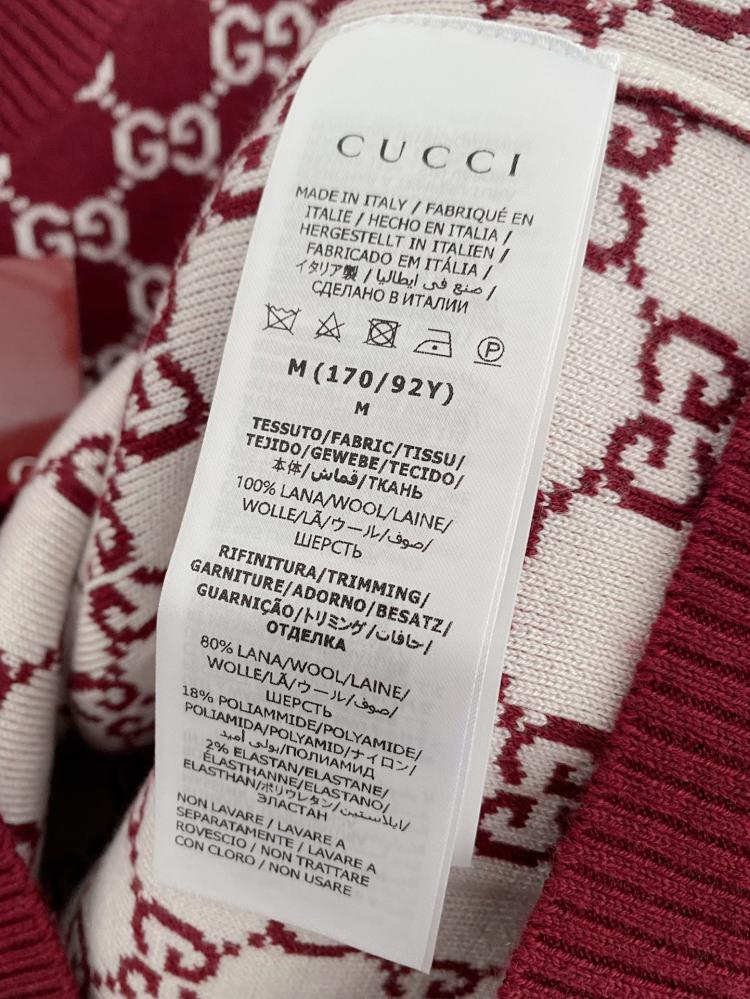 GUCCI
MADE IN ITALY / FABRIQUÉ EN
ITALIE / HECHO EN ITALIA /
HERGESTELLT IN ITALIEN /
FABRICADO EM ITÁLIA /
イタリア製 / صنع في ايطاليا /
СДЕЛАНО В ИТАЛИИ
P
M (170/92Y)
M
TESSUTO/FABRIC/TISSU/
TEJIDO/GEWEBE/TECIDO/
本体/قماش/ТКАНЬ
100% LANA/WOOL/LAINE/
WOLLE/LÃ/ウール/صوف/
ШЕРСТЬ
RIFINITURA/TRIMMING/
GARNITURE/ADORNO/BESATZ/
GUARNIÇÃO/トリミング/حافات/
ОТДЕЛКА
80% LANA/WOOL/LAINE/
WOLLE/LÃ/ウール/صوف/
ШЕРСТЬ
18% POLIAMMIDE/POLYAMIDE/
POLIAMIDA/POLYAMID/ナイロン/
بولي أميد/ПОЛИАМИД
2% ELASTAN/ELASTANE/
ÉLASTHANNE/ELASTANO/
ELASTHAN/ポリウレタン/ايلاستين/
ЭЛАСТАН
NON LAVARE / LAVARE A
SEPARATAMENTE / LAVARE A
ROVESCIO / NON TRATTARE
CON CLORO / NON USARE